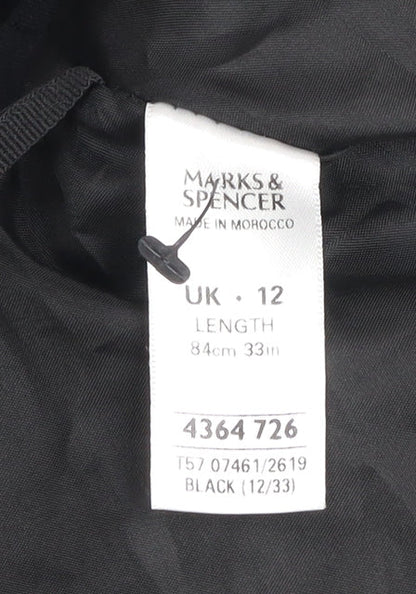 MARKS &
SPENCER
MADE IN MOROCCO
UK · 12
LENGTH
84cm 33in
4364 726
T57 07461/2619
BLACK (12/33)